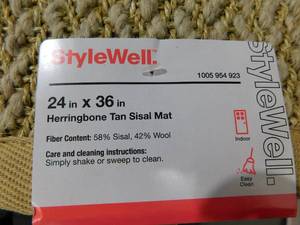 StyleWell.
1005 954 923
24 in x 36 in
Herringbone Tan Sisal Mat
Fiber Content: 58% Sisal, 42% Wool
Care and cleaning instructions:
Simply shake or sweep to clean.
Indoor
Easy
Clean
StyleWell.